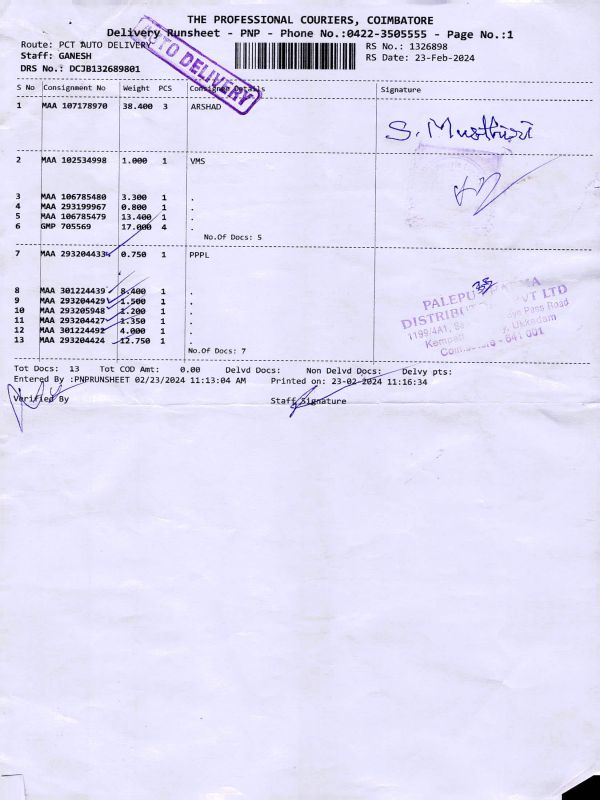 THE PROFESSIONAL COURIERS, COIMBATORE
Delivery Runsheet - PNP - Phone No.:0422-3505555 - Page No.:1
Route: PCT AUTO DELIVERY
RS No.: 1326898
Staff: GANESH
RS Date: 23-Feb-2024
DRS No.: DCJB132689801
AUTO DELIVERY
S No Consignment No Weight PCS Consignee Details Signature
1 MAA 107178970 38.400 3 ARSHAD
S.
2 MAA 102534998 1.000 1 VMS
3 MAA 106785480 3.300 1 .
4 MAA 293199967 0.800 1 .
5 MAA 106785479 13.400 1 .
6 GMP 705569 17.000 4 .
No.Of Docs: 5
7 MAA 293204433 0.750 1 PPPL
8 MAA 301224439 8.400 1 .
9 MAA 293204429 1.500 1 .
10 MAA 293205948 1.200 1 .
11 MAA 293204427 1.350 1 .
12 MAA 301224492 4.000 1 .
13 MAA 293204424 12.750 1 .
No.Of Docs: 7
PALEPU
PVT LTD
1199/4A1,
Pass Road
Ukkadam
641 001
Tot Docs: 13 Tot COD Amt: 0.00 Delvd Docs: Non Delvd Docs: Delvy pts:
Entered By :PNPRUNSHEET 02/23/2024 11:13:04 AM Printed on: 23-02-2024 11:16:34
Verified By Staff Signature